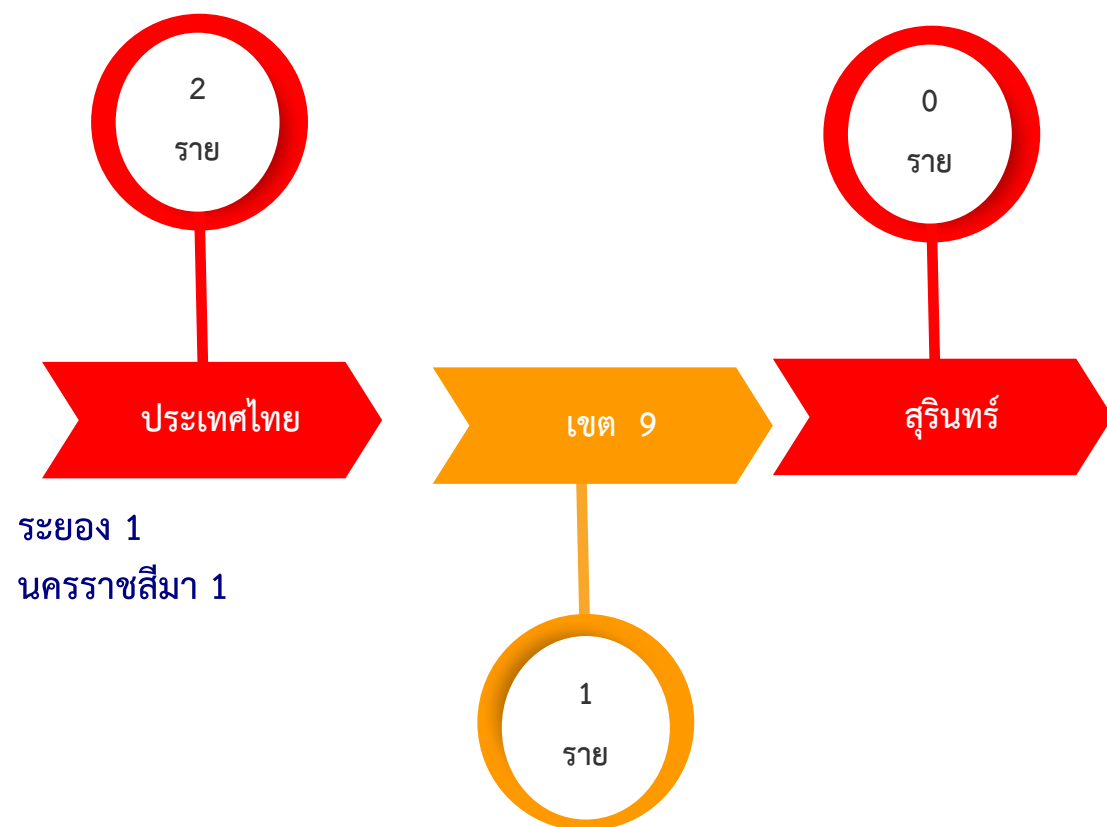 2
ราย
0
ราย
ประเทศไทย
เขต 9
สุรินทร์
ระยอง 1
นครราชสีมา 1
1
ราย